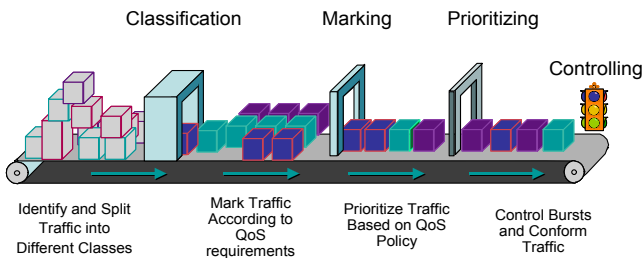 Classification
Marking
Prioritizing
Controlling
Identify and Split
Traffic into
Different Classes
Mark Traffic
According to
QoS
requirements
Prioritize Traffic
Based on QoS
Policy
Control Bursts
and Conform
Traffic